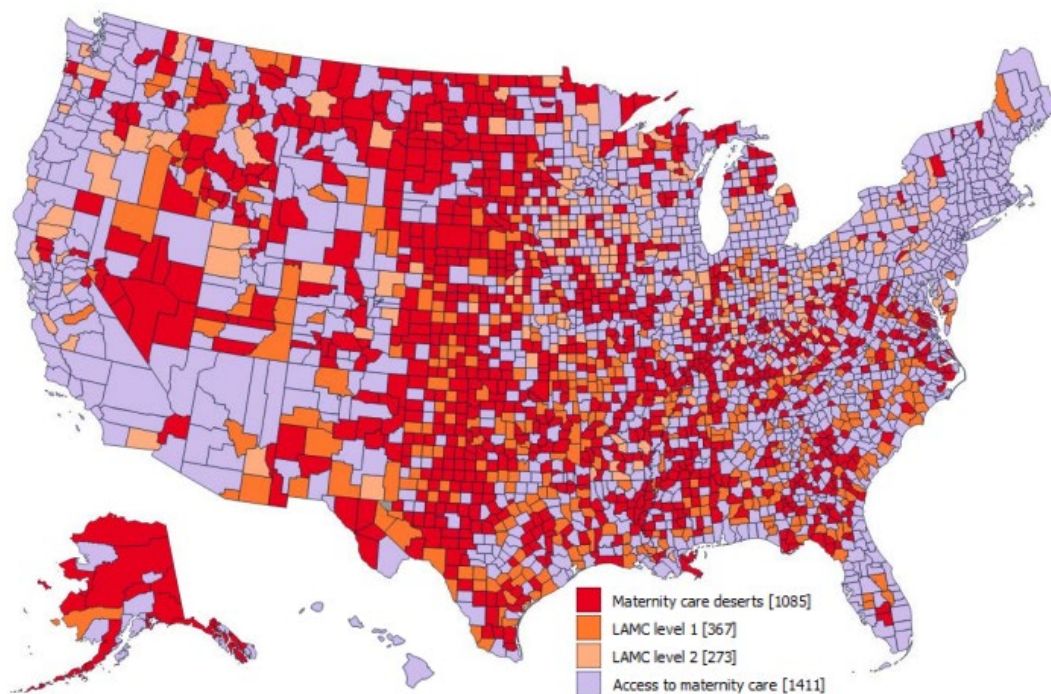 Maternity care deserts [1085]
LAMC level 1 [367]
LAMC level 2 [273]
Access to maternity care [1411]